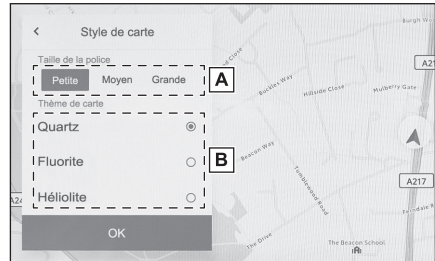 Style de carte
Taille de la police
Petite Moyen Grande
A
Thème de carte
Quartz
Fluorite
Héliolite
B
OK
Burgh
A21
Buckles Way
Hillside Close
Mulberry Gate
Beacon Way
Tumblewood Road
A217
Ferndale R
The Drive
The Beacon School
A24